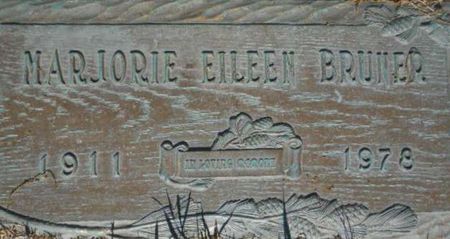 MARJORIE EILEEN BRUNER
1911 1978
IN LOVING MEMORY